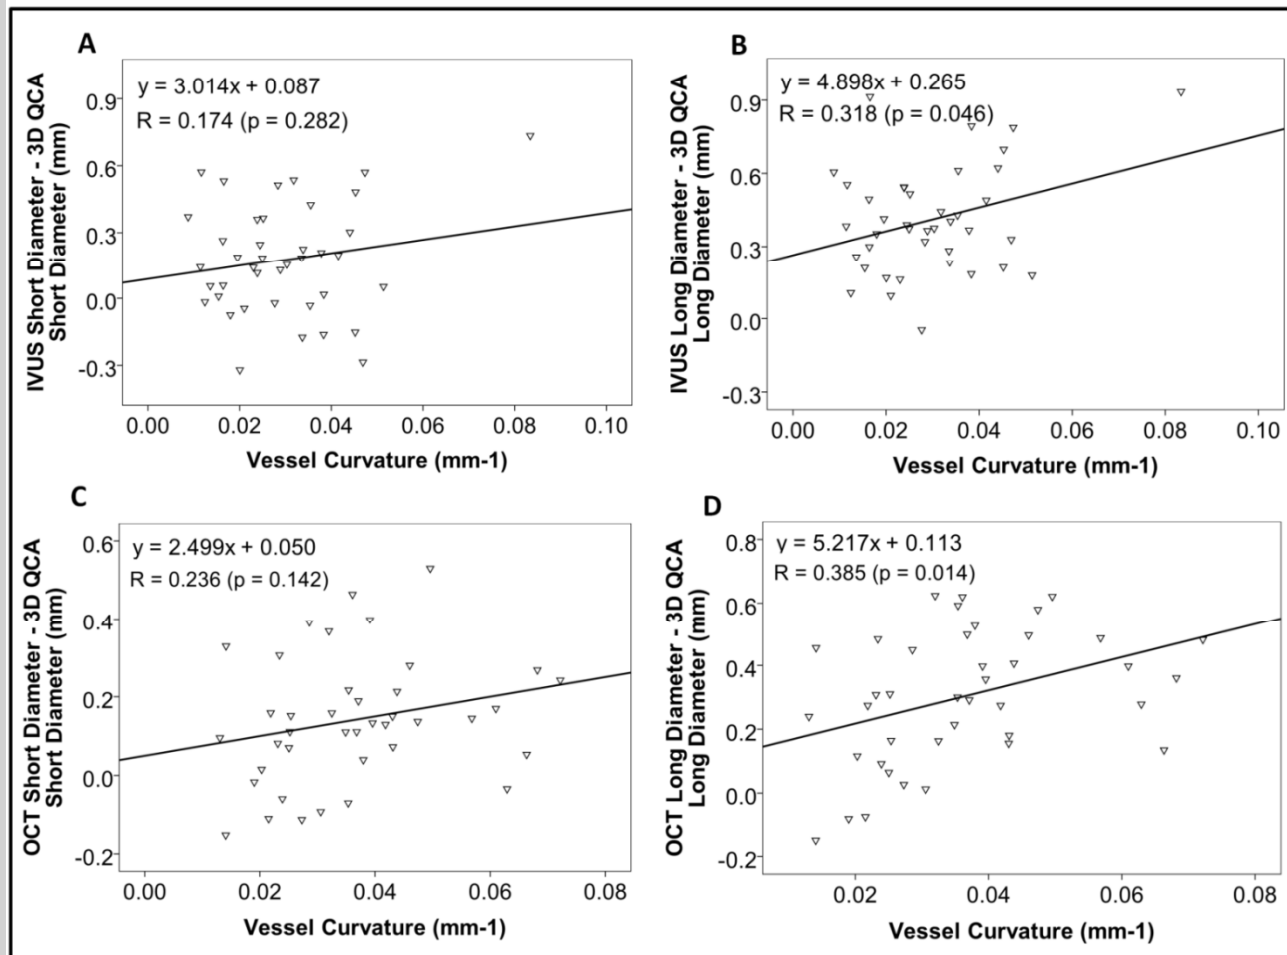 A
y = 3.014x + 0.087
R = 0.174 (p = 0.282)
IVUS Short Diameter - 3D QCA
Short Diameter (mm)
0.9
0.6
0.3
0.0
-0.3
0.00 0.02 0.04 0.06 0.08 0.10
Vessel Curvature (mm-1)
B
y = 4.898x + 0.265
R = 0.318 (p = 0.046)
IVUS Long Diameter - 3D QCA
Long Diameter (mm)
0.9
0.6
0.3
0.0
-0.3
0.00 0.02 0.04 0.06 0.08 0.10
Vessel Curvature (mm-1)
C
y = 2.499x + 0.050
R = 0.236 (p = 0.142)
OCT Short Diameter - 3D QCA
Short Diameter (mm)
0.6
0.4
0.2
0.0
-0.2
0.00 0.02 0.04 0.06 0.08
Vessel Curvature (mm-1)
D
y = 5.217x + 0.113
R = 0.385 (p = 0.014)
OCT Long Diameter - 3D QCA
Long Diameter (mm)
0.8
0.6
0.4
0.2
0.0
-0.2
0.02 0.04 0.06 0.08
Vessel Curvature (mm-1)